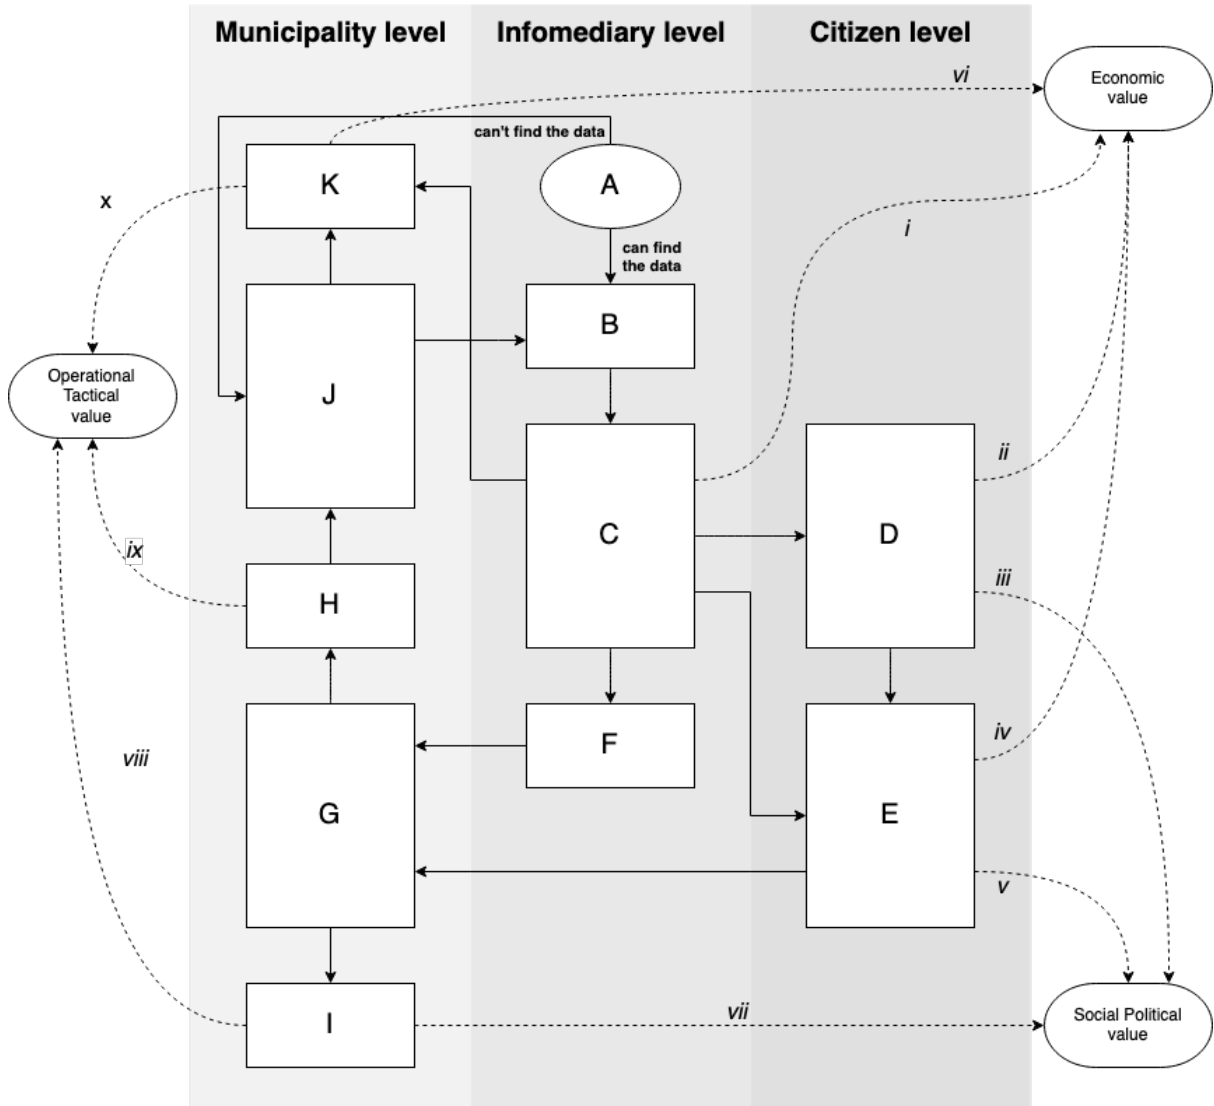 Municipality level
Infomediary level
Citizen level
vi
Economic
value
can't find the data
K
A
x
i
can find
the data
B
Operational
Tactical
value
J
ii
C
D
ix
iii
H
iv
F
viii
G
E
v
vii
I
Social Political
value